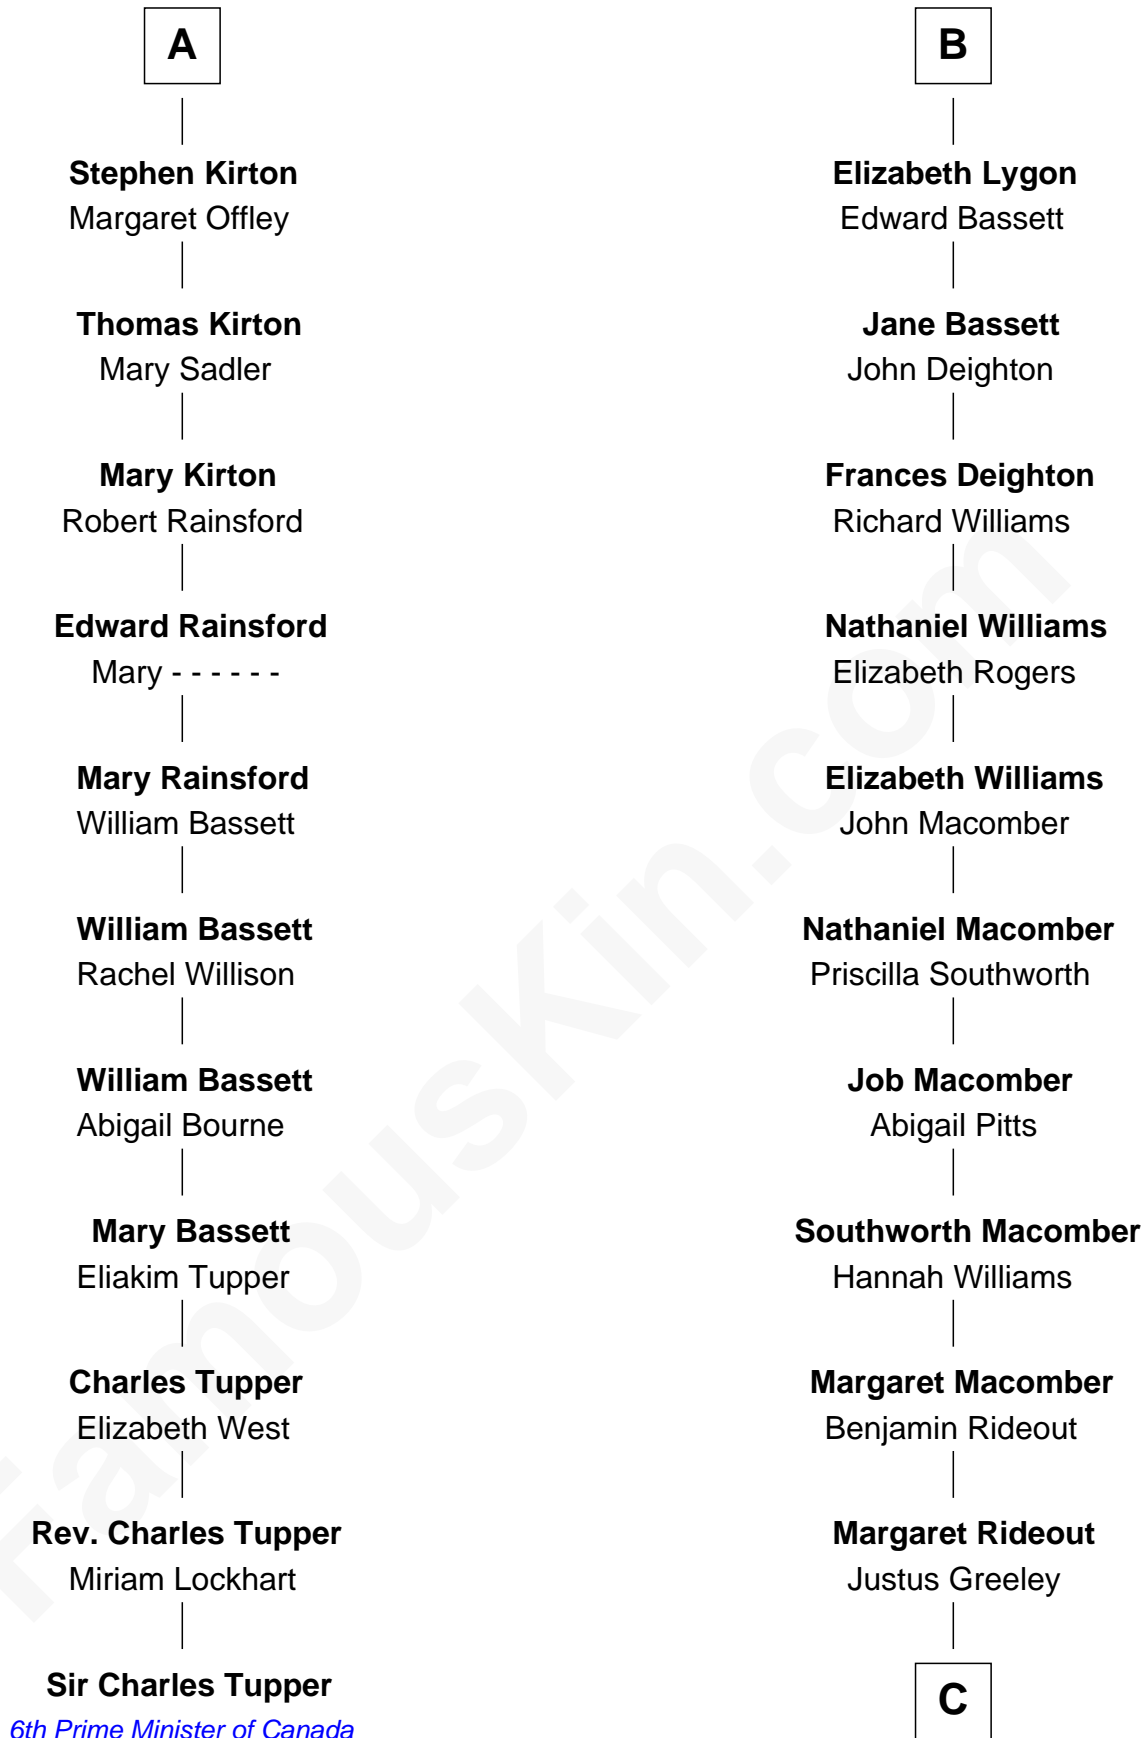 A
Stephen Kirton
Margaret Offley
Thomas Kirton
Mary Sadler
Mary Kirton
Robert Rainsford
Edward Rainsford
Mary - - - - - -
Mary Rainsford
William Bassett
William Bassett
Rachel Willison
William Bassett
Abigail Bourne
Mary Bassett
Eliakim Tupper
Charles Tupper
Elizabeth West
Rev. Charles Tupper
Miriam Lockhart
Sir Charles Tupper
6th Prime Minister of Canada
B
Elizabeth Lygon
Edward Bassett
Jane Bassett
John Deighton
Frances Deighton
Richard Williams
Nathaniel Williams
Elizabeth Rogers
Elizabeth Williams
John Macomber
Nathaniel Macomber
Priscilla Southworth
Job Macomber
Abigail Pitts
Southworth Macomber
Hannah Williams
Margaret Macomber
Benjamin Rideout
Margaret Rideout
Justus Greeley
C
FamousKin.com